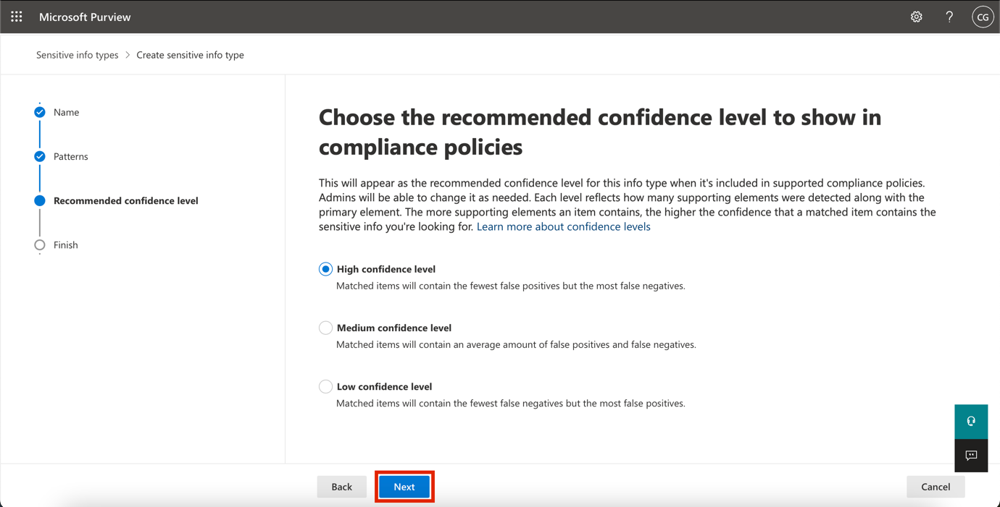 Microsoft Purview
?
CG
Sensitive info types > Create sensitive info type
Name
Patterns
Recommended confidence level
Finish
Choose the recommended confidence level to show in
compliance policies
This will appear as the recommended confidence level for this info type when it's included in supported compliance policies.
Admins will be able to change it as needed. Each level reflects how many supporting elements were detected along with the
primary element. The more supporting elements an item contains, the higher the confidence that a matched item contains the
sensitive info you're looking for. Learn more about confidence levels
High confidence level
Matched items will contain the fewest false positives but the most false negatives.
Medium confidence level
Matched items will contain an average amount of false positives and false negatives.
Low confidence level
Matched items will contain the fewest false negatives but the most false positives.
Back
Next
Cancel